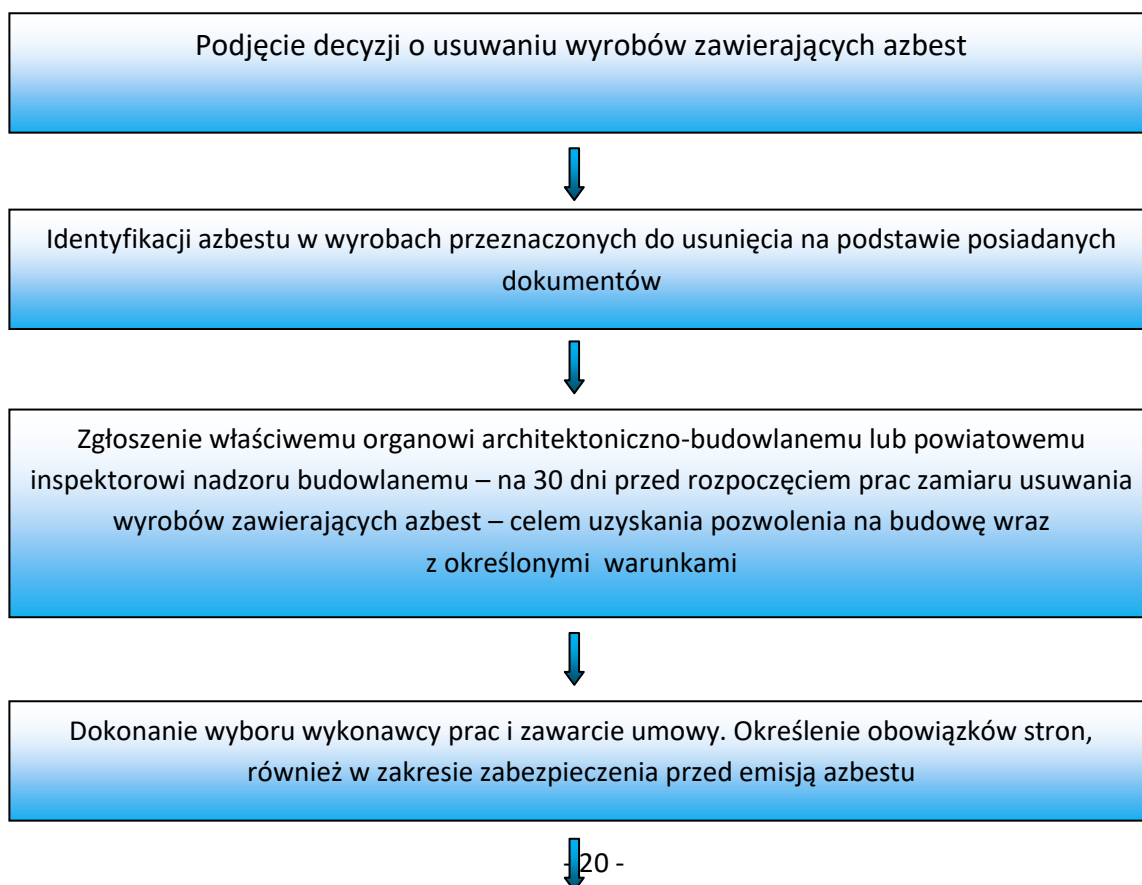 Podjęcie decyzji o usuwaniu wyrobów zawierających azbest
Identyfikacji azbestu w wyrobach przeznaczonych do usunięcia na podstawie posiadanych
dokumentów
Zgłoszenie właściwemu organowi architektoniczno-budowlanemu lub powiatowemu
inspektorowi nadzoru budowlanemu – na 30 dni przed rozpoczęciem prac zamiaru usuwania
wyrobów zawierających azbest – celem uzyskania pozwolenia na budowę wraz
z określonymi warunkami
Dokonanie wyboru wykonawcy prac i zawarcie umowy. Określenie obowiązków stron,
również w zakresie zabezpieczenia przed emisją azbestu
- 20 -